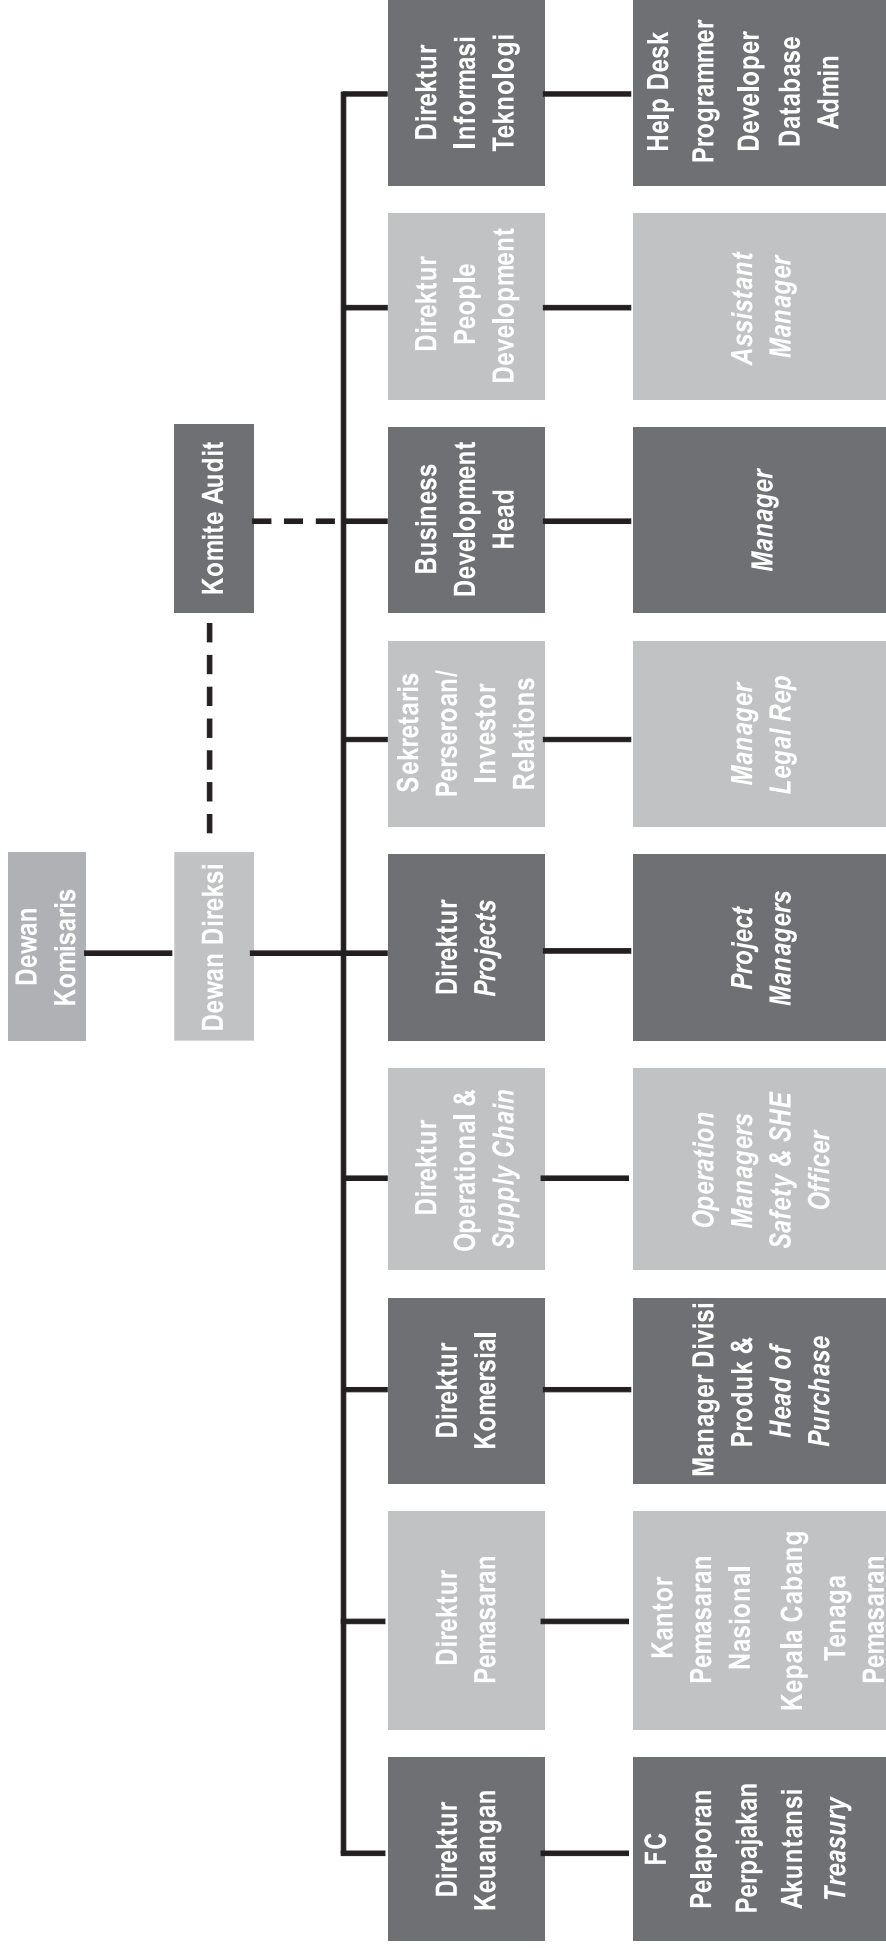 Dewan
Komisaris
Dewan Direksi
Komite Audit
Direktur
Keuangan
Direktur
Pemasaran
Direktur
Komersial
Direktur
Operational &
Supply Chain
Direktur
Projects
Sekretaris
Perseroan/
Investor
Relations
Business
Development
Head
Direktur
People
Development
Direktur
Informasi
Teknologi
FC
Pelaporan
Perpajakan
Akuntansi
Treasury
Kantor
Pemasaran
Nasional
Kepala Cabang
Tenaga
Pemasaran
Manager Divisi
Produk &
Head of
Purchase
Operation
Managers
Safety & SHE
Officer
Project
Managers
Manager
Legal Rep
Manager
Assistant
Manager
Help Desk
Programmer
Developer
Database
Admin